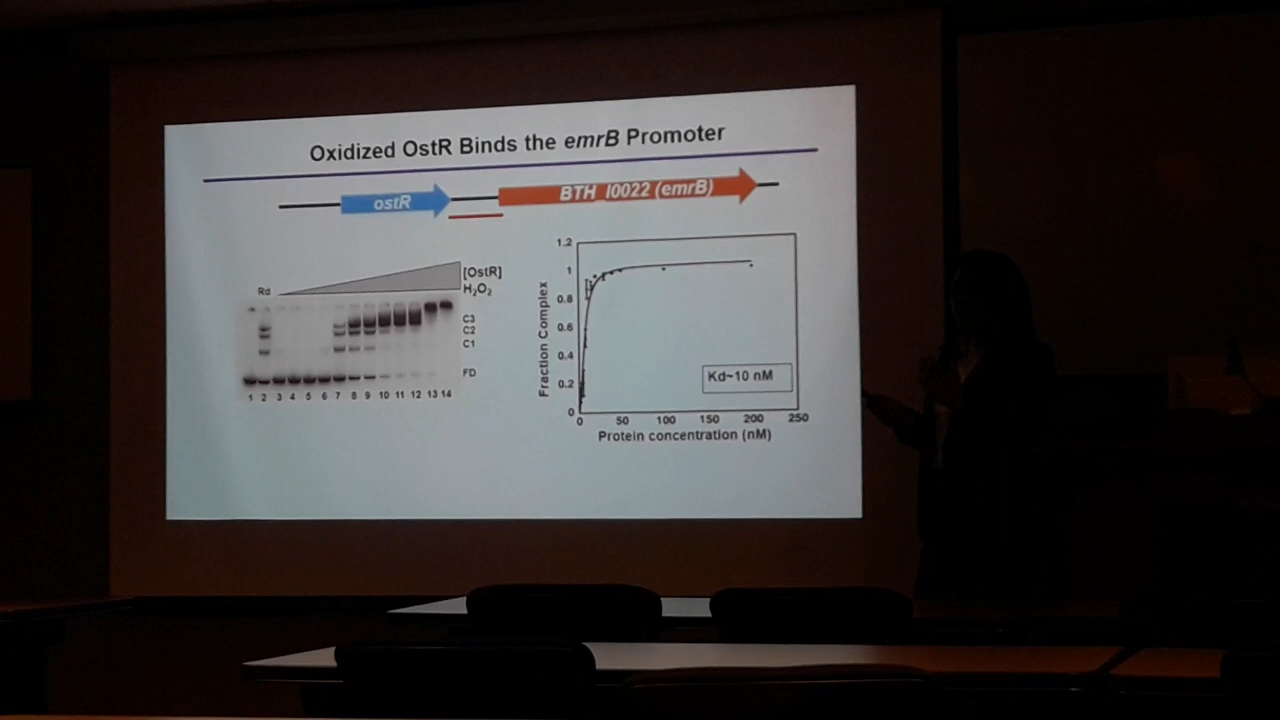 Oxidized OstR Binds the emrB Promoter
ostR
BTH_I0022 (emrB)
[OstR]
Rd
H2O2
C3
C2
C1
FD
1 2 3 4 5 6 7 8 9 10 11 12 13 14
Fraction Complex
1.2
1
0.8
0.6
0.4
0.2
0
Kd~10 nM
0 50 100 150 200 250
Protein concentration (nM)